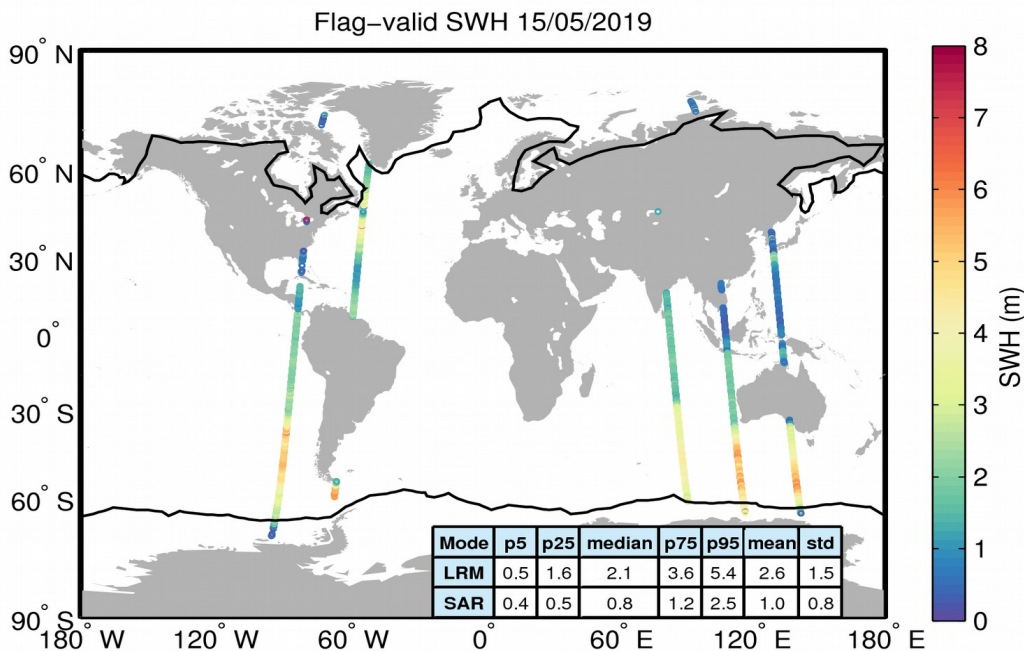 Flag−valid SWH 15/05/2019
90° N
60° N
30° N
0°
30° S
60° S
90° S
180° W
120° W
60° W
0°
60° E
120° E
180° E
8
7
6
5
4
3
2
1
0
SWH (m)
Mode p5 p25 median p75 p95 mean std
LRM 0.5 1.6 2.1 3.6 5.4 2.6 1.5
SAR 0.4 0.5 0.8 1.2 2.5 1.0 0.8